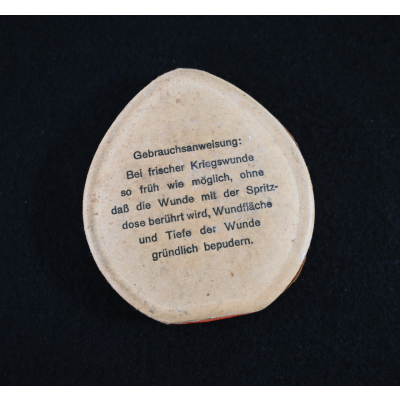 Gebrauchsanweisung:
Bei frischer Kriegswunde
so früh wie möglich, ohne
daß die Wunde mit der Spritz-
dose berührt wird, Wundfläche
und Tiefe der Wunde
gründlich bepudern.